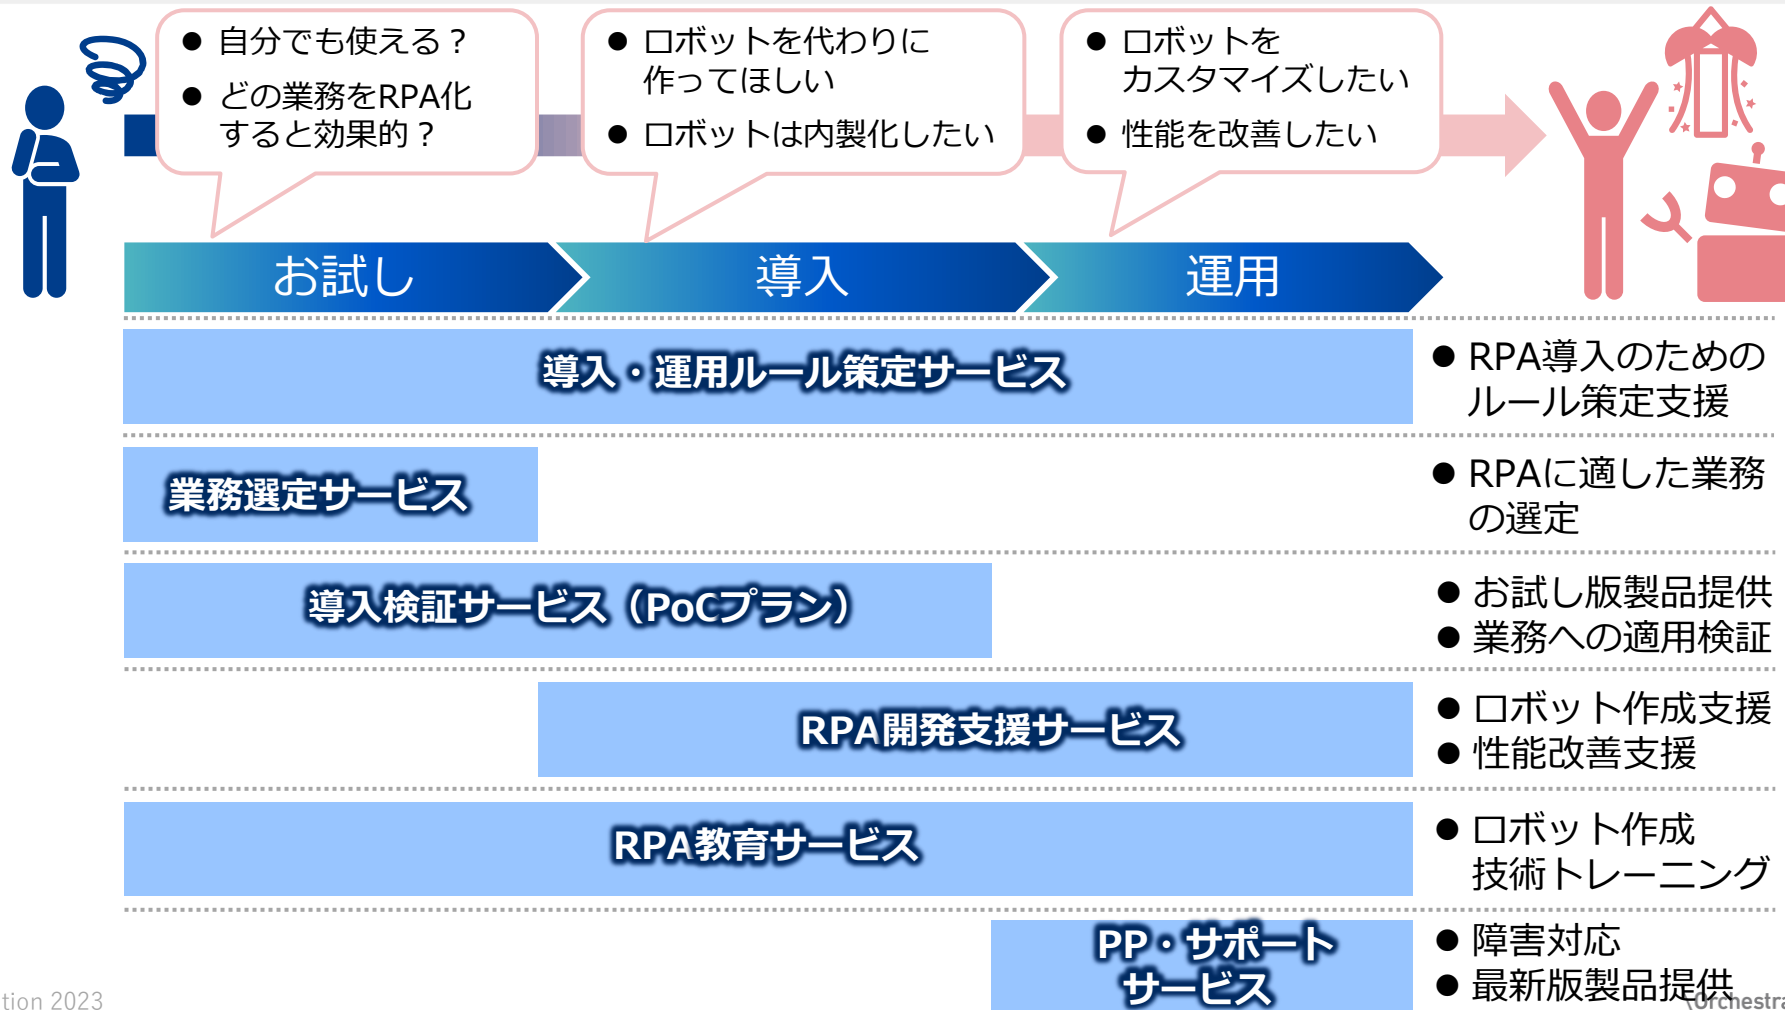 ● 自分でも使える？
● どの業務をRPA化
すると効果的？
● ロボットを代わりに
作ってほしい
● ロボットは内製化したい
● ロボットを
カスタマイズしたい
● 性能を改善したい
お試し
導入
運用
導入・運用ルール策定サービス
● RPA導入のための
ルール策定支援
業務選定サービス
● RPAに適した業務
の選定
導入検証サービス（PoCプラン）
● お試し版製品提供
● 業務への適用検証
RPA開発支援サービス
● ロボット作成支援
● 性能改善支援
RPA教育サービス
● ロボット作成
技術トレーニング
PP・サポート
サービス
● 障害対応
● 最新版製品提供
tion 2023
Orchestra